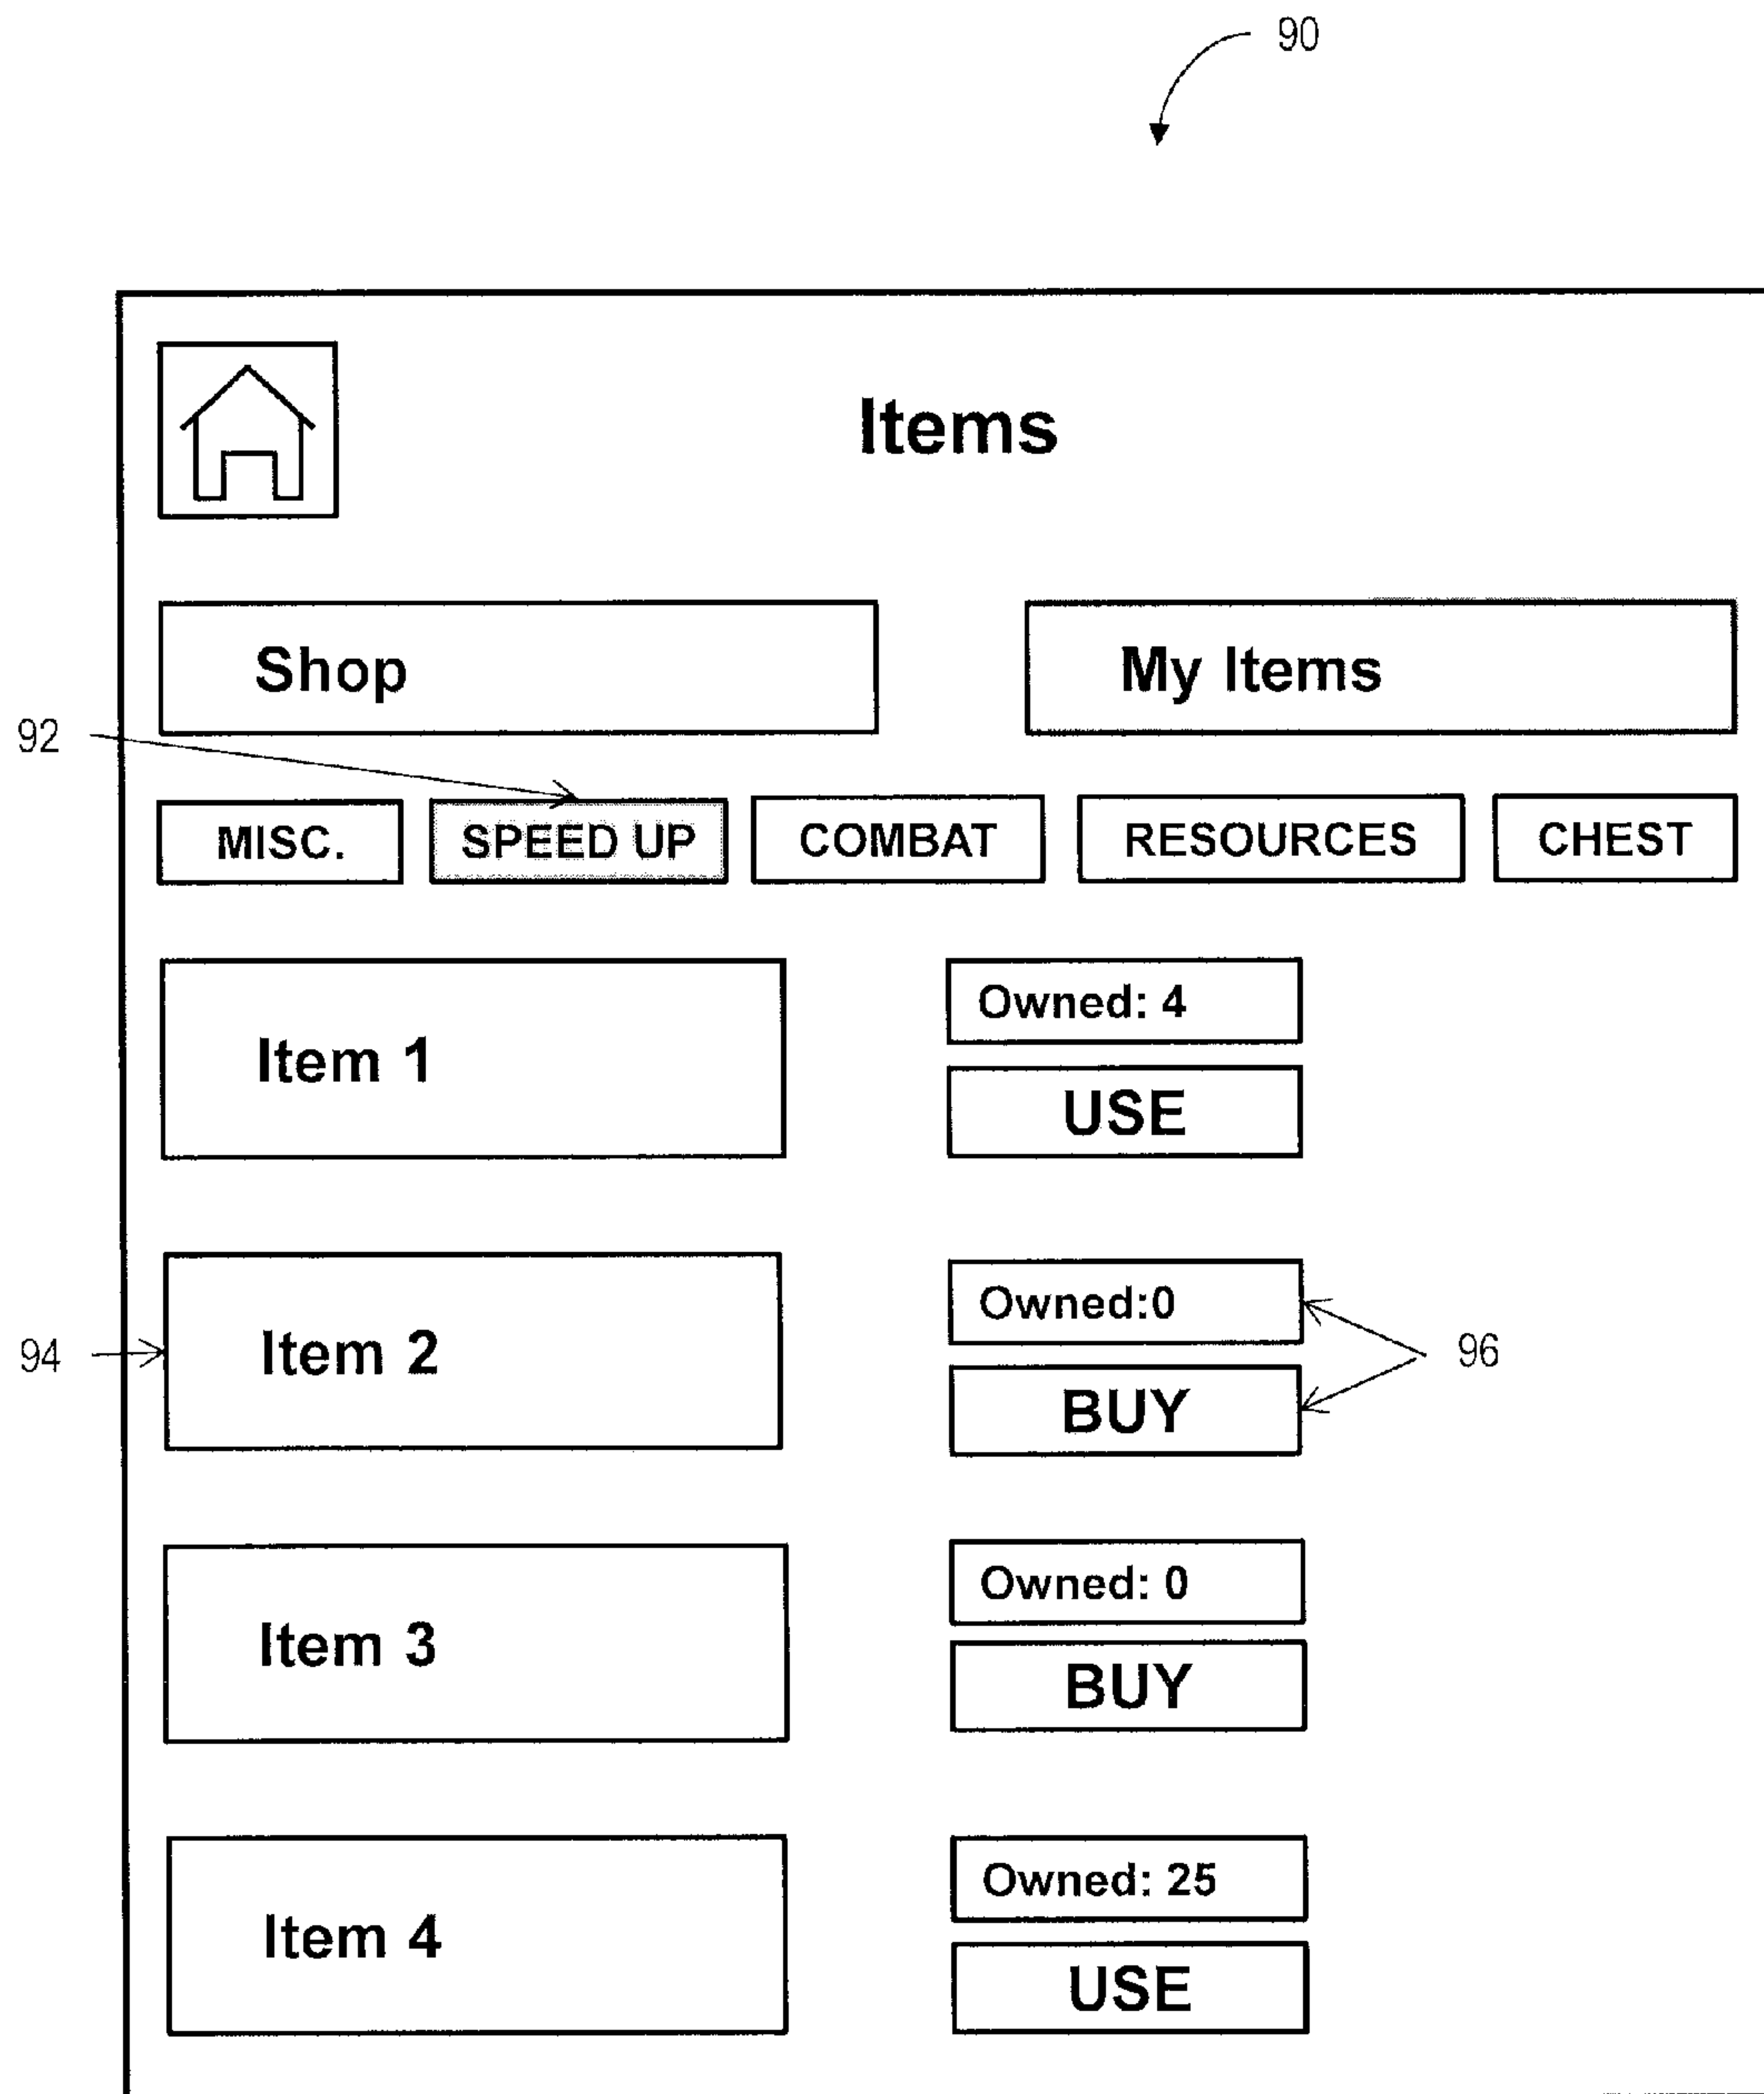 90
Items
Shop My Items
92
MISC. SPEED UP COMBAT RESOURCES CHEST
Owned: 4
Item 1
USE
Owned:0
94 Item 2 96
BUY
Owned: 0
Item 3
BUY
Owned: 25
Item 4
USE